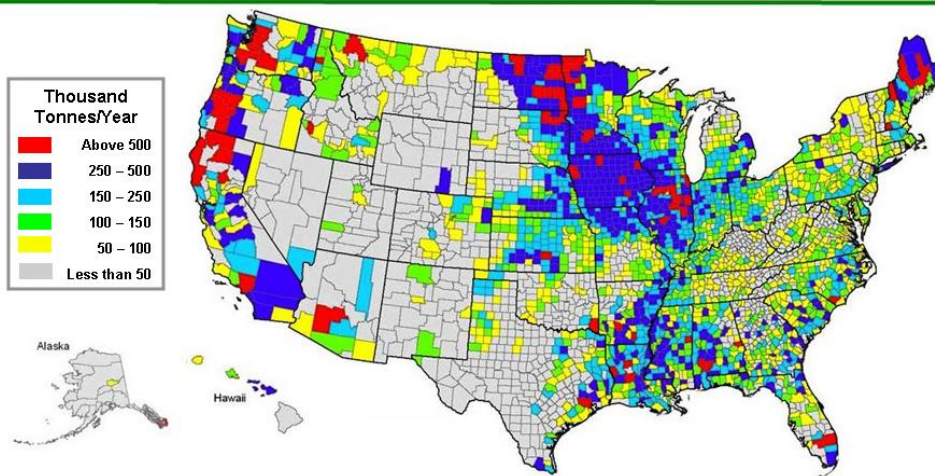 Thousand
Tonnes/Year
Above 500
250 – 500
150 – 250
100 – 150
50 – 100
Less than 50
Alaska
Hawaii